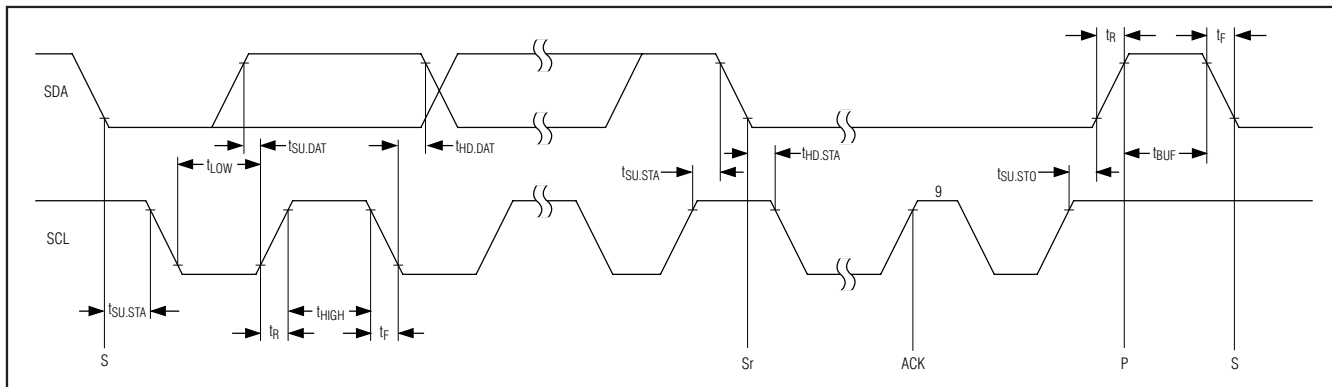 tR
tF
SDA
tSU.DAT
tHD.DAT
tLOW
tSU.STA
tHD.STA
tSU.STO
tBUF
9
SCL
tSU.STA
tHIGH
tR
tF
S
Sr
ACK
P
S